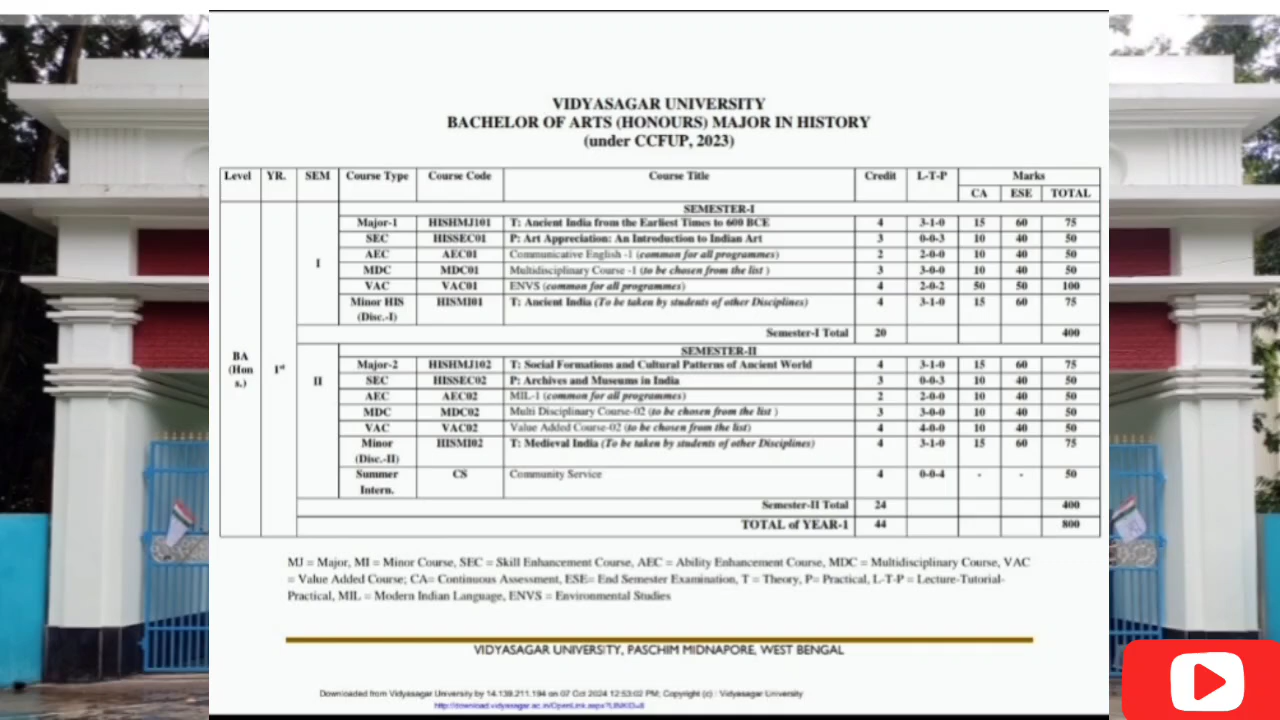 VIDYASAGAR UNIVERSITY
BACHELOR OF ARTS (HONOURS) MAJOR IN HISTORY
(under CCFUP, 2023)
Level YR. SEM Course Type Course Code Course Title Credit L-T-P Marks
CA ESE TOTAL
SEMESTER-I
Major-1 HISHMJ101 T: Ancient India from the Earliest Times to 600 BCE 4 3-1-0 15 60 75
SEC HISSEC01 P: Art Appreciation: An Introduction to Indian Art 3 0-0-3 10 40 50
AEC AEC01 Communicative English -1 (common for all programmes) 2 2-0-0 10 40 50
I MDC MDC01 Multidisciplinary Course -1 (to be chosen from the list ) 3 3-0-0 10 40 50
VAC VAC01 ENVS (common for all programmes) 4 2-0-2 50 50 100
Minor HIS HISMI01 T: Ancient India (To be taken by students of other Disciplines) 4 3-1-0 15 60 75
(Disc.-I)
Semester-I Total 20 400
BA
(Hon
s.)
1st
SEMESTER-II
Major-2 HISHMJ102 T: Social Formations and Cultural Patterns of Ancient World 4 3-1-0 15 60 75
II SEC HISSEC02 P: Archives and Museums in India 3 0-0-3 10 40 50
AEC AEC02 MIL-1 (common for all programmes) 2 2-0-0 10 40 50
MDC MDC02 Multi Disciplinary Course-02 (to be chosen from the list ) 3 3-0-0 10 40 50
VAC VAC02 Value Added Course-02 (to be chosen from the list) 4 4-0-0 10 40 50
Minor HISMI02 T: Medieval India (To be taken by students of other Disciplines) 4 3-1-0 15 60 75
(Disc.-II)
Summer CS Community Service 4 0-0-4 - - 50
Intern.
Semester-II Total 24 400
TOTAL of YEAR-1 44 800
MJ = Major, MI = Minor Course, SEC = Skill Enhancement Course, AEC = Ability Enhancement Course, MDC = Multidisciplinary Course, VAC
= Value Added Course; CA= Continuous Assessment, ESE= End Semester Examination, T = Theory, P= Practical, L-T-P = Lecture-Tutorial-
Practical, MIL = Modern Indian Language, ENVS = Environmental Studies
VIDYASAGAR UNIVERSITY, PASCHIM MIDNAPORE, WEST BENGAL
Downloaded from Vidyasagar University by 14.139.211.194 on 07 Oct 2024 12:53:02 PM; Copyright (c) : Vidyasagar University
http://download.vidyasagar.ac.in/OpenLink.aspx?LINKID=8